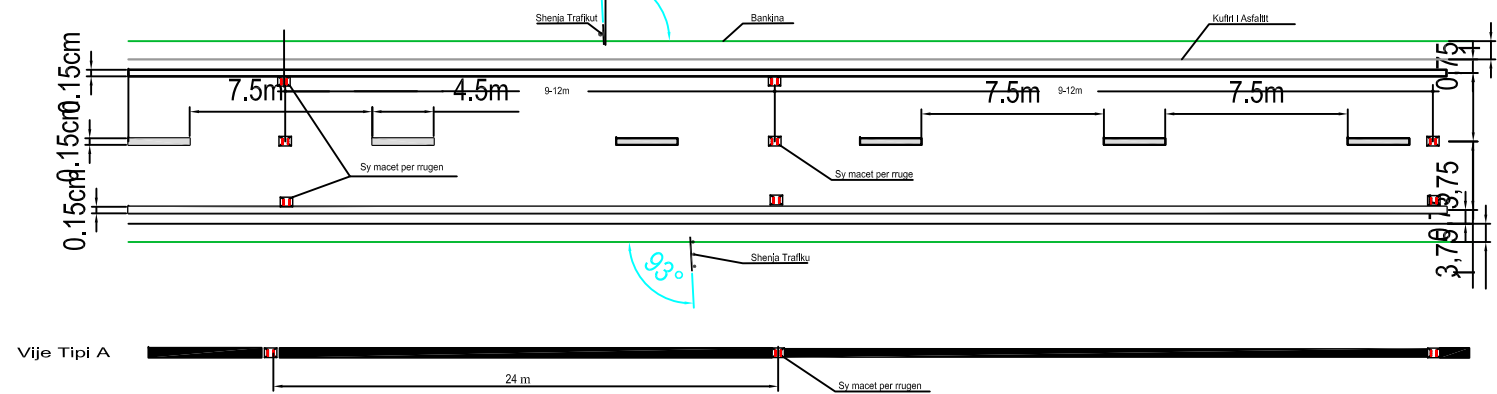 Shenja Trafikut
Bankina
Kufiri I Asfaltit
0.15cm
7.5m
9-12m
4.5m
7.5m
9-12m
7.5m
0.15cm
Sy macet per rrugen
Sy macet per rruge
0.15cm
3,75
93°
Shenja Trafiku
Vije Tipi A
24 m
Sy macet per rrugen